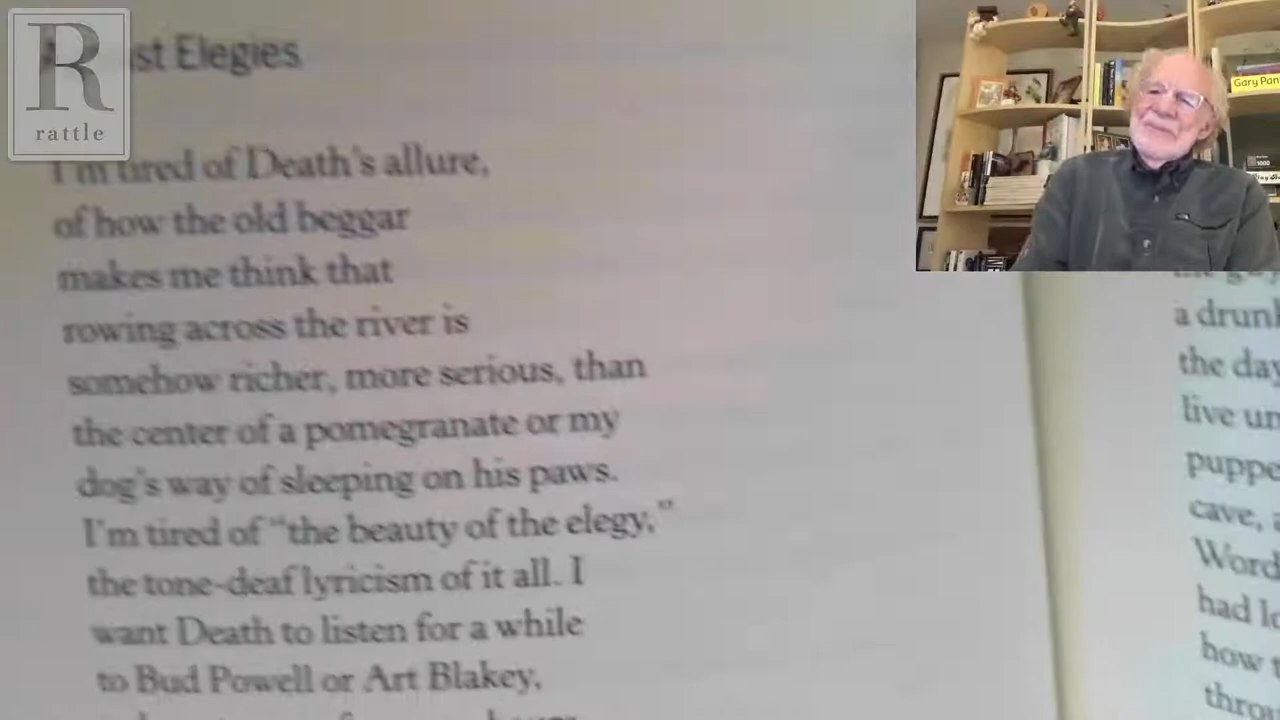 R
rattle
st Elegies
I'm tired of Death's allure,
of how the old beggar
makes me think that
rowing across the river is
somehow richer, more serious, than
the center of a pomegranate or my
dog's way of sleeping on his paws.
I'm tired of "the beauty of the elegy,"
the tone-deaf lyricism of it all. I
want Death to listen for a while
to Bud Powell or Art Blakey,
Gary Pan
a drunk
the day
live un
puppe
cave,
Word
had le
how t
throu